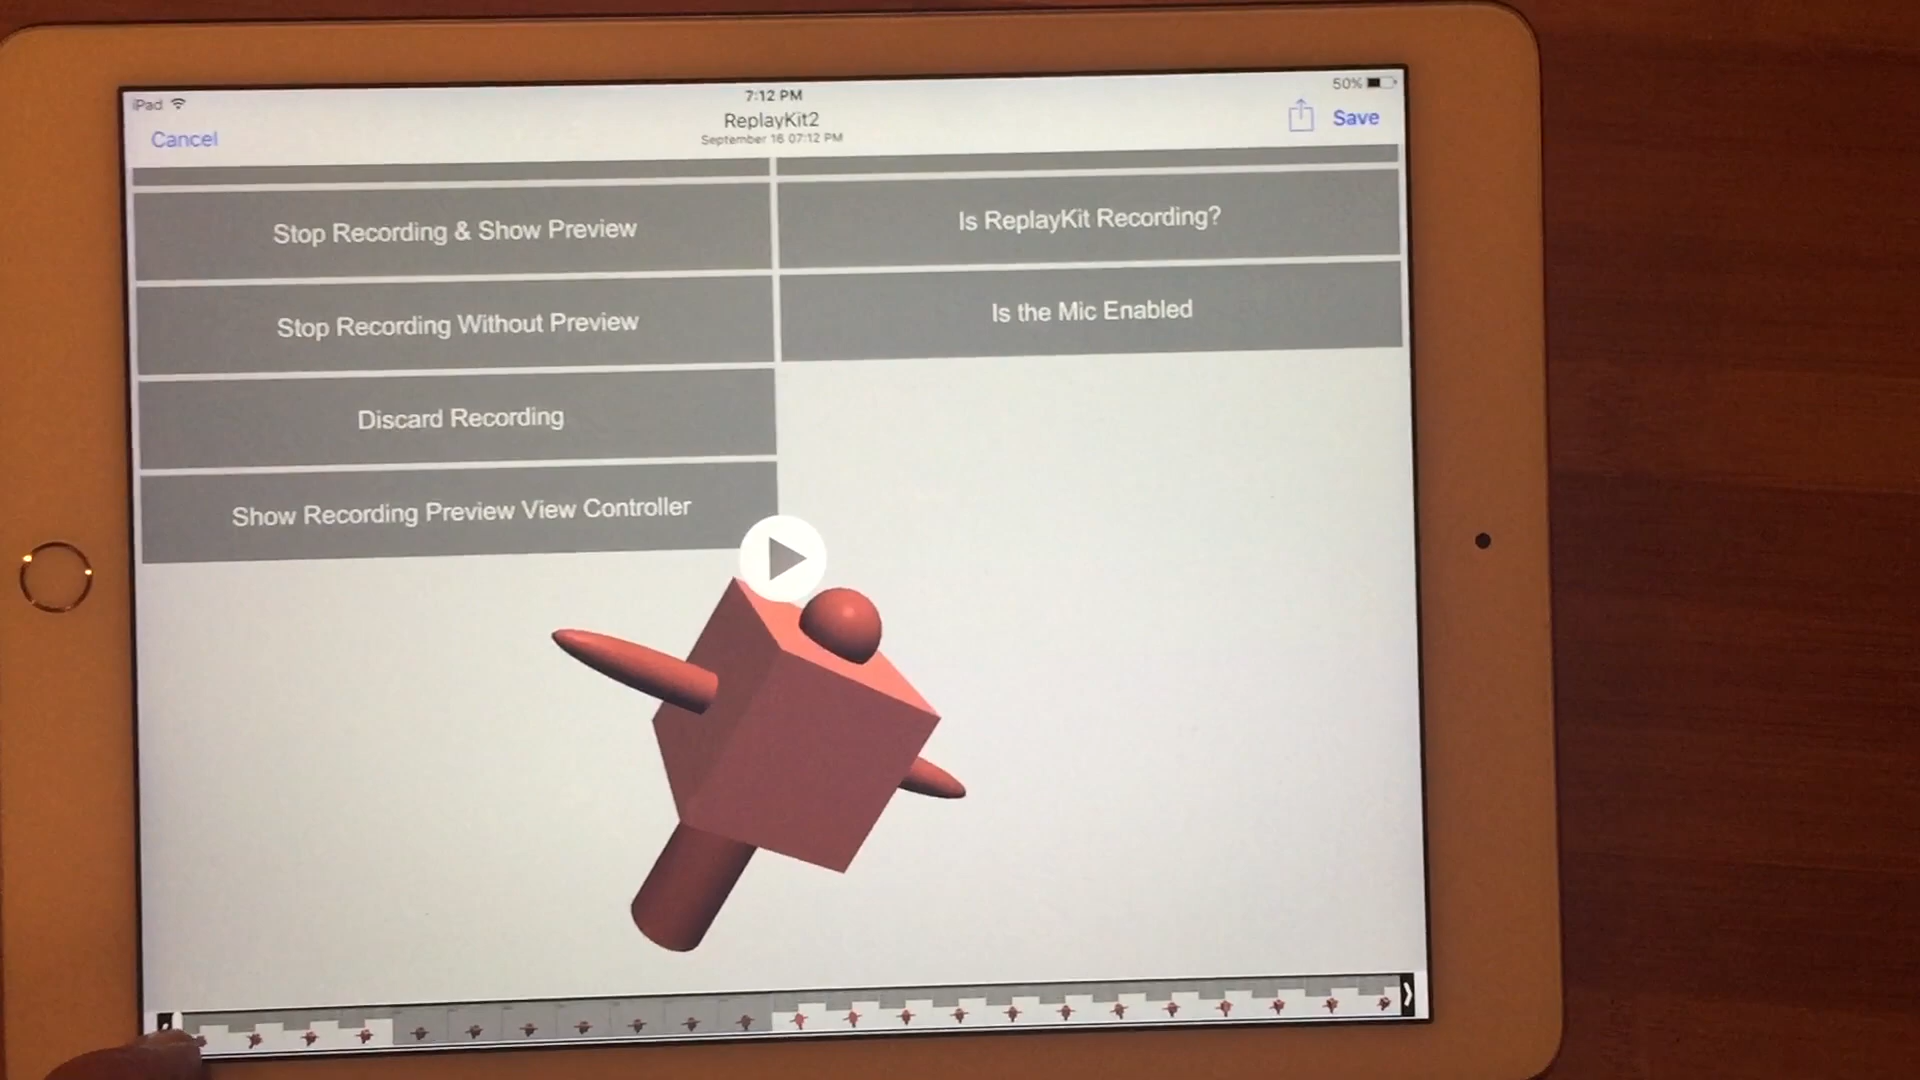 iPad
7:12 PM
50%
Cancel
ReplayKit2
September 16 07:12 PM
Save
Stop Recording & Show Preview
Is ReplayKit Recording?
Stop Recording Without Preview
Is the Mic Enabled
Discard Recording
Show Recording Preview View Controller